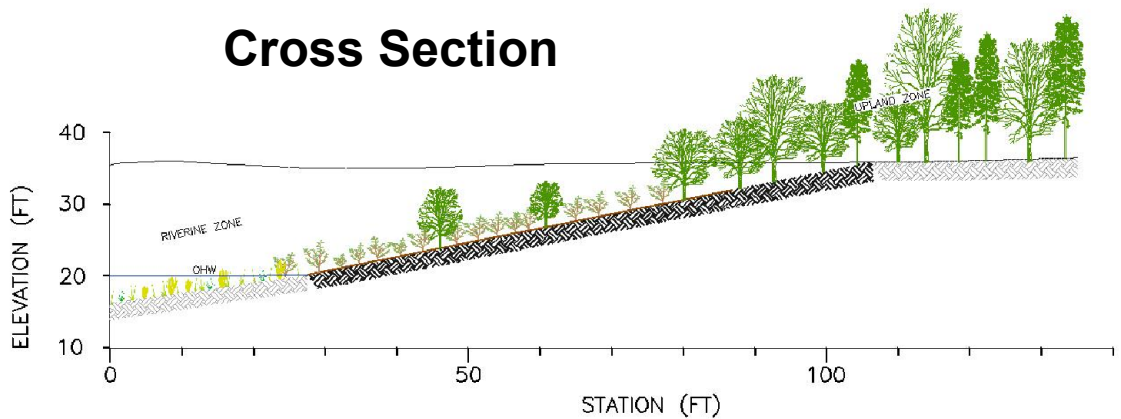 Cross Section
UPLAND ZONE
40
30
RIVERINE ZONE
OHW
20
10
ELEVATION (FT)
0
50
100
STATION (FT)